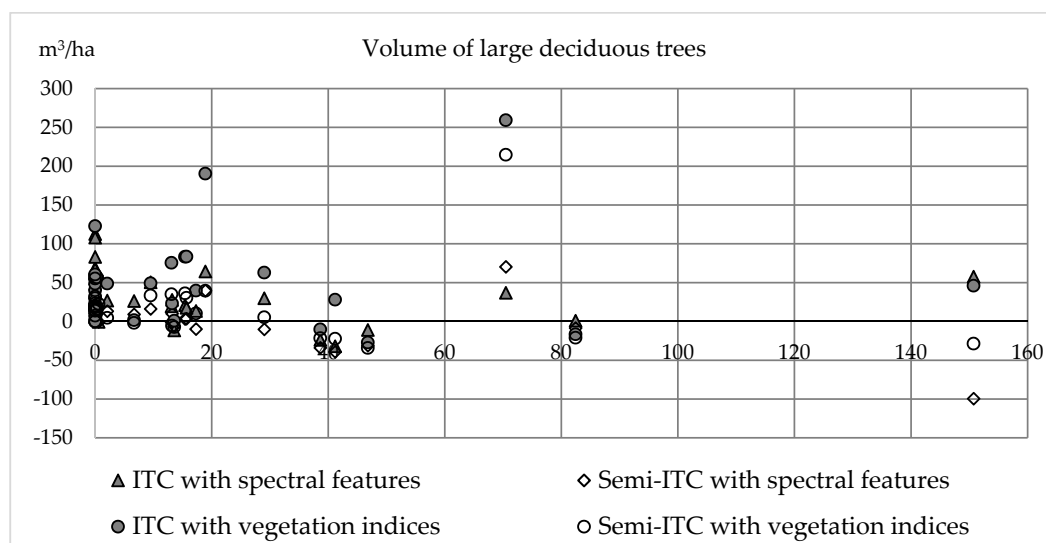 m³/ha
Volume of large deciduous trees
300
250
200
150
100
50
0
-50
-100
-150
0 20 40 60 80 100 120 140 160
ITC with spectral features Semi-ITC with spectral features
ITC with vegetation indices Semi-ITC with vegetation indices